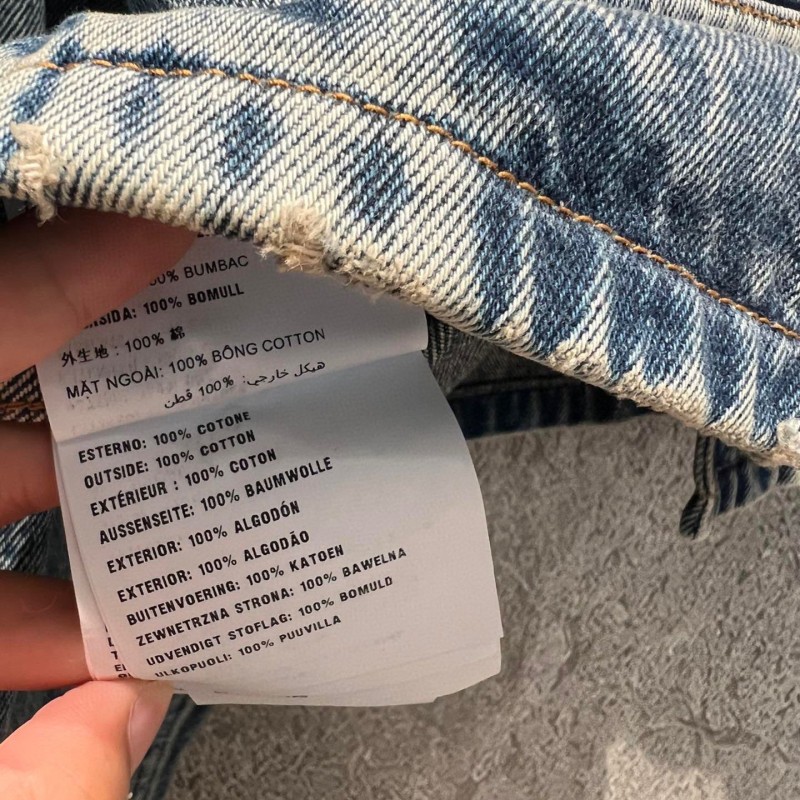 100% BUMBAC
100% BOMULL
外生地 : 100% 綿
MẶT NGOÀI: 100% BÔNG COTTON
هيكل خارجي: 100% قطن
ESTERNO: 100% COTONE
OUTSIDE: 100% COTTON
EXTÉRIEUR : 100% COTON
AUSSENSEITE: 100% BAUMWOLLE
EXTERIOR: 100% ALGODÓN
EXTERIOR: 100% ALGODÃO
BUITENVOERING: 100% KATOEN
ZEWNETRZNA STRONA: 100% BAWELNA
UDVENDIGT STOFLAG: 100% BOMULD
ULKOPUOLI: 100% PUUVILLA